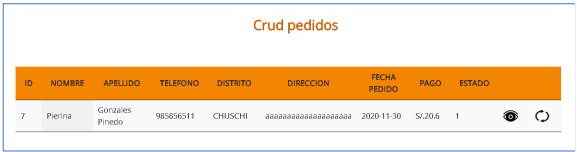 Crud pedidos
ID NOMBRE APELLIDO TELEFONO DISTRITO DIRECCION FECHA PEDIDO PAGO ESTADO
7 Pierina Gonzales Pinedo 985856511 CHUSCHI aaaaaaaaaaaaaaaaaaaa 2020-11-30 S/.20.6 1